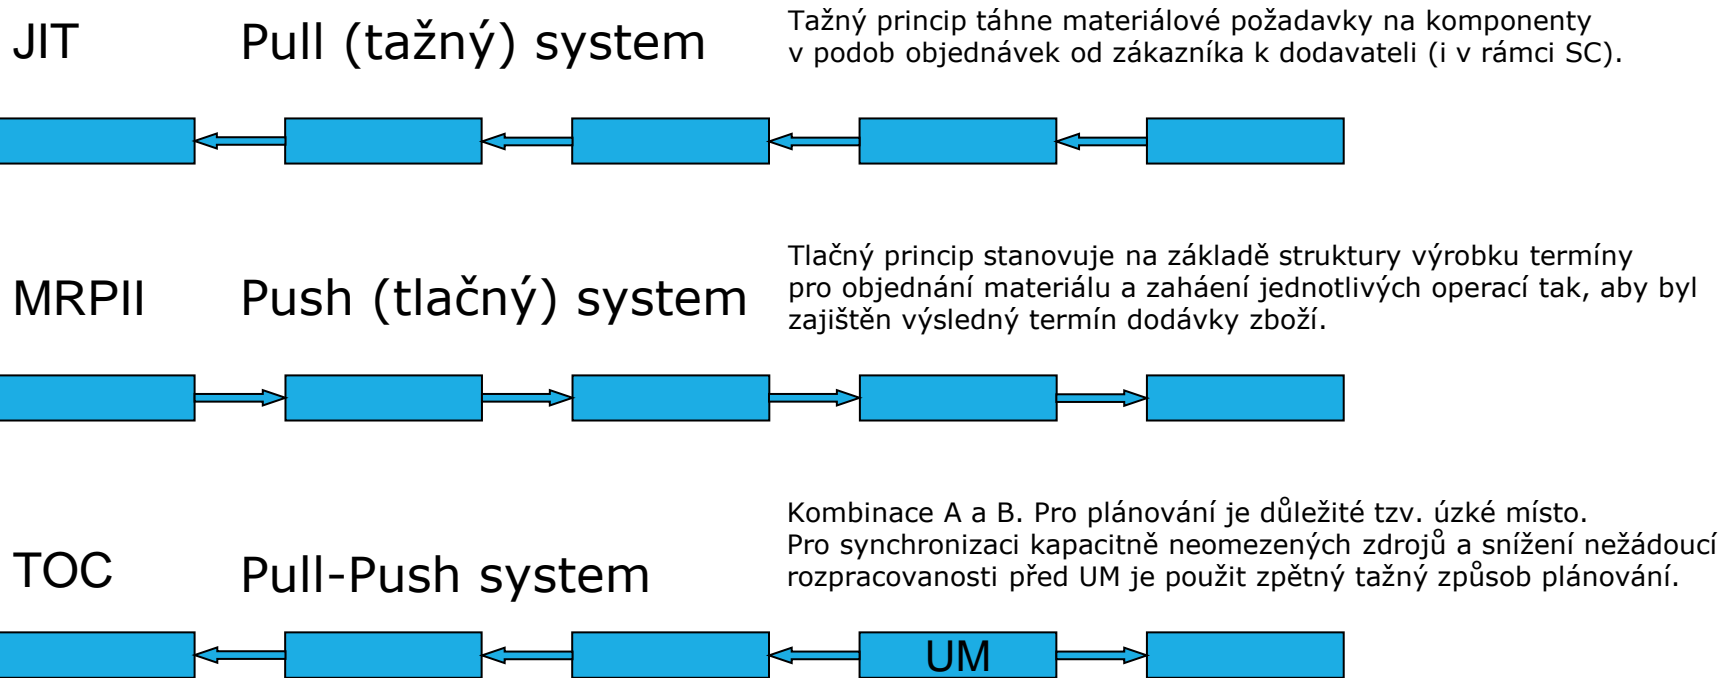 JIT
Pull (tažný) system
Tažný princip táhne materiálové požadavky na komponenty
v podob objednávek od zákazníka k dodavateli (i v rámci SC).
MRPII
Push (tlačný) system
Tlačný princip stanovuje na základě struktury výrobku termíny
pro objednání materiálu a zaháení jednotlivých operací tak, aby byl
zajištěn výsledný termín dodávky zboží.
TOC
Pull-Push system
Kombinace A a B. Pro plánování je důležité tzv. úzké místo.
Pro synchronizaci kapacitně neomezených zdrojů a snížení nežádoucí
rozpracovanosti před UM je použit zpětný tažný způsob plánování.
UM